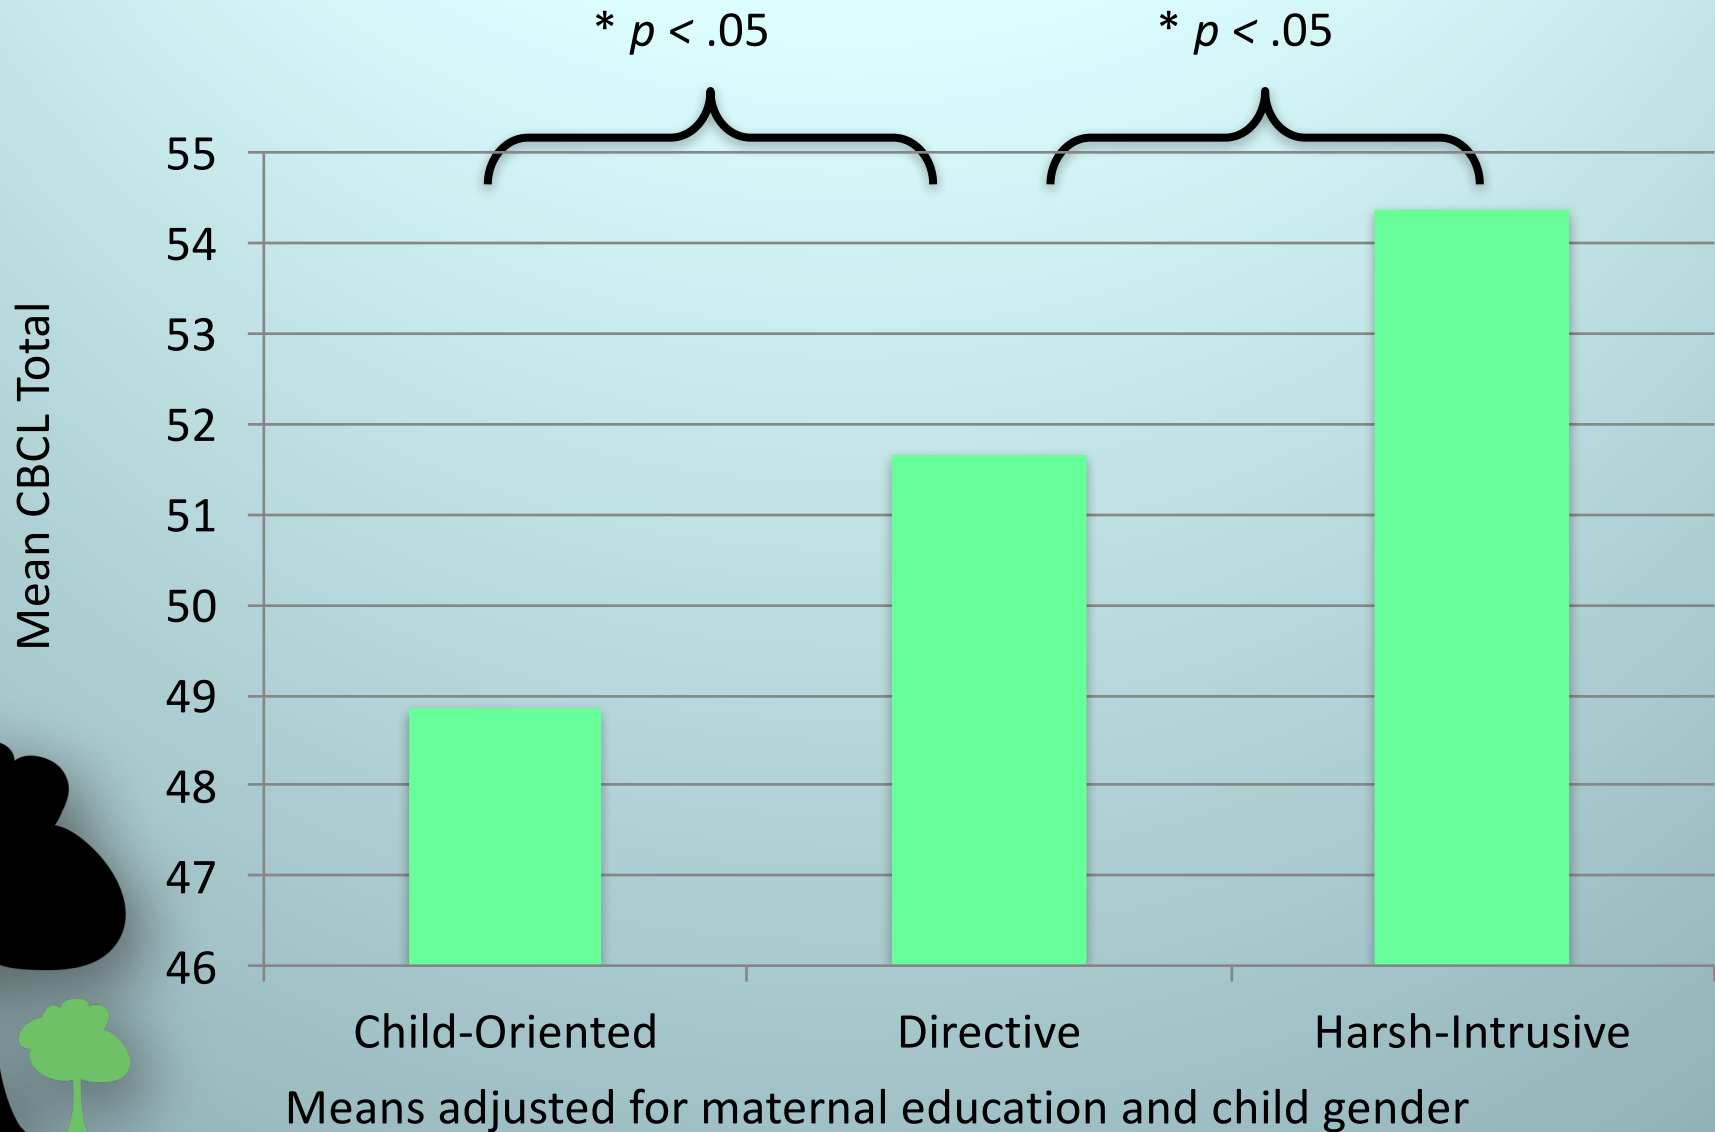 * p < .05
* p < .05
55
54
53
52
51
50
49
48
47
46
Mean CBCL Total
Child-Oriented
Directive
Harsh-Intrusive
Means adjusted for maternal education and child gender